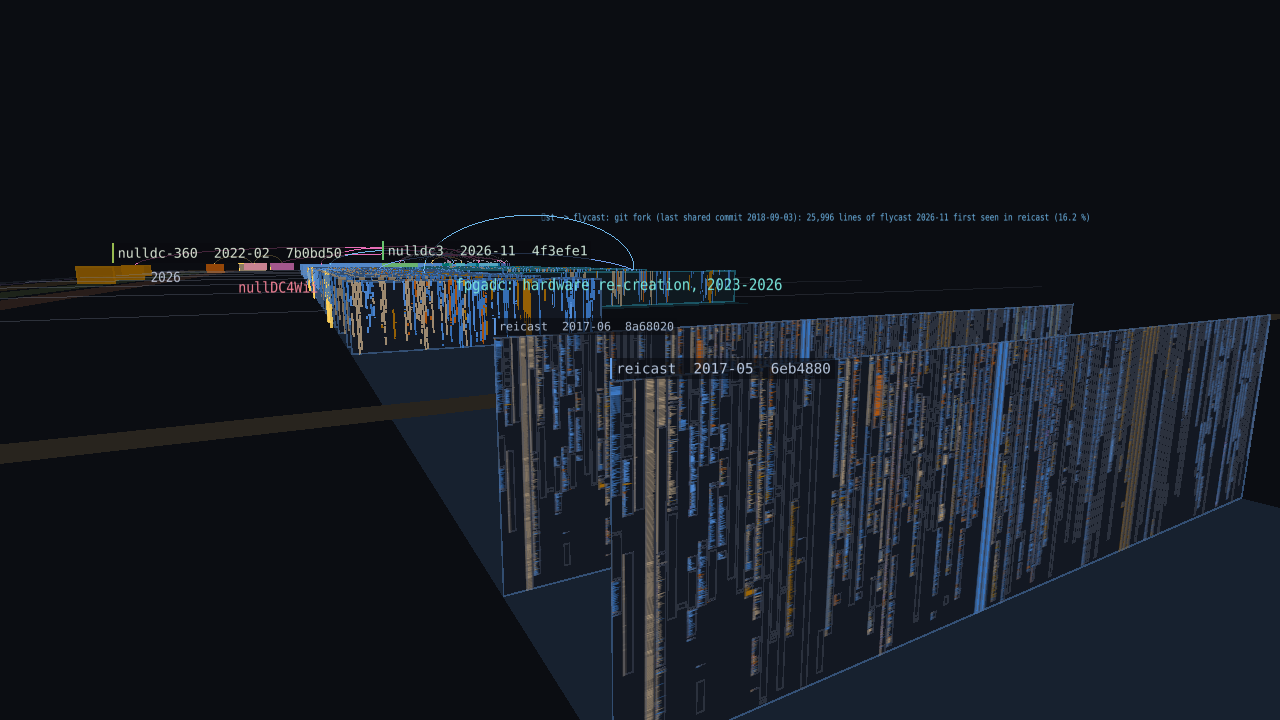 flycast: git fork (last shared commit 2018-09-03): 25,996 lines of flycast 2026-11 first seen in reicast (16.2 %)
nulldc-360 2022-02 7b0bd50
nulldc3 2026-11 4f3efe1
2026
nullDC4Wi
fpgadc: hardware re-creation, 2023-2026
reicast 2017-06 8a68020
reicast 2017-05 6eb4880